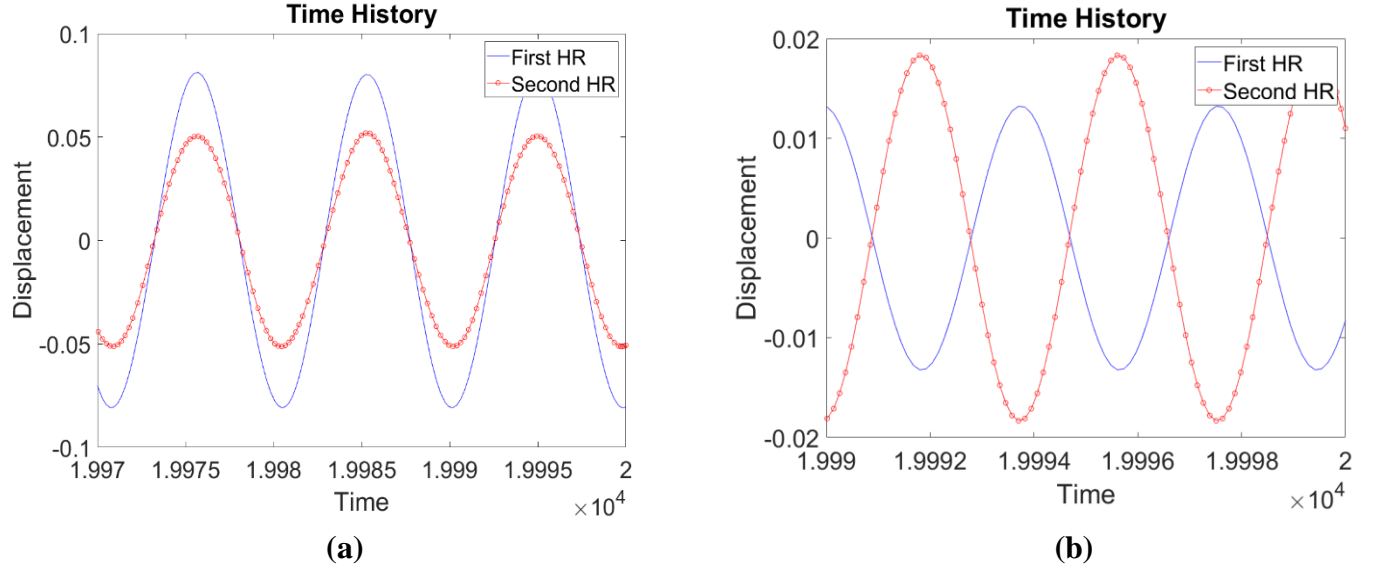 Time History
0.1
0.05
0
-0.05
-0.1
Displacement
First HR
Second HR
1.997 1.9975 1.998 1.9985 1.999 1.9995 2
Time
×10^4
(a)
Time History
0.02
0.01
0
-0.01
-0.02
Displacement
First HR
Second HR
1.999 1.9992 1.9994 1.9996 1.9998 2
Time
×10^4
(b)